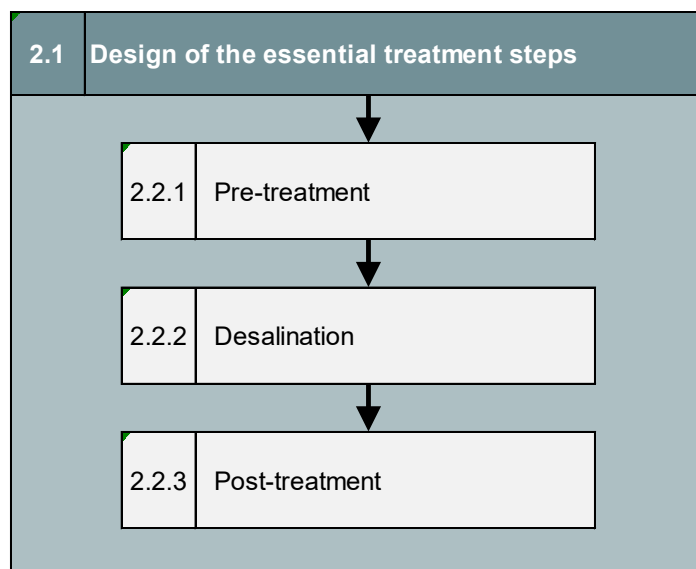 2.1 Design of the essential treatment steps
2.2.1 Pre-treatment
2.2.2 Desalination
2.2.3 Post-treatment